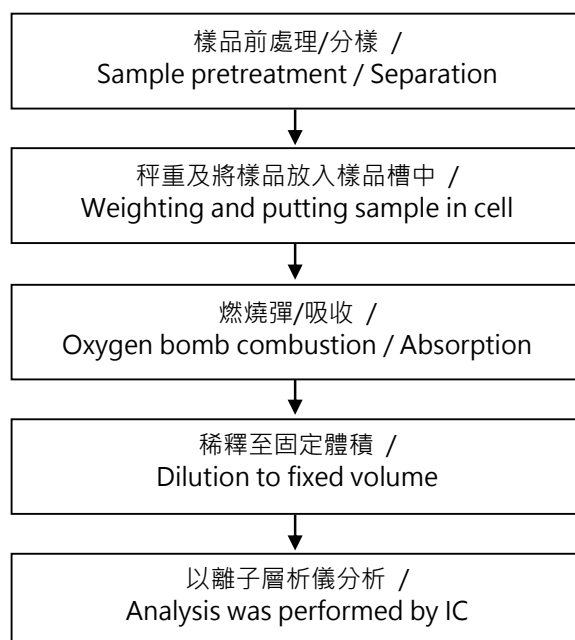 樣品前處理/分樣 /
Sample pretreatment / Separation
秤重及將樣品放入樣品槽中 /
Weighting and putting sample in cell
燃燒彈/吸收 /
Oxygen bomb combustion / Absorption
稀釋至固定體積 /
Dilution to fixed volume
以離子層析儀分析 /
Analysis was performed by IC